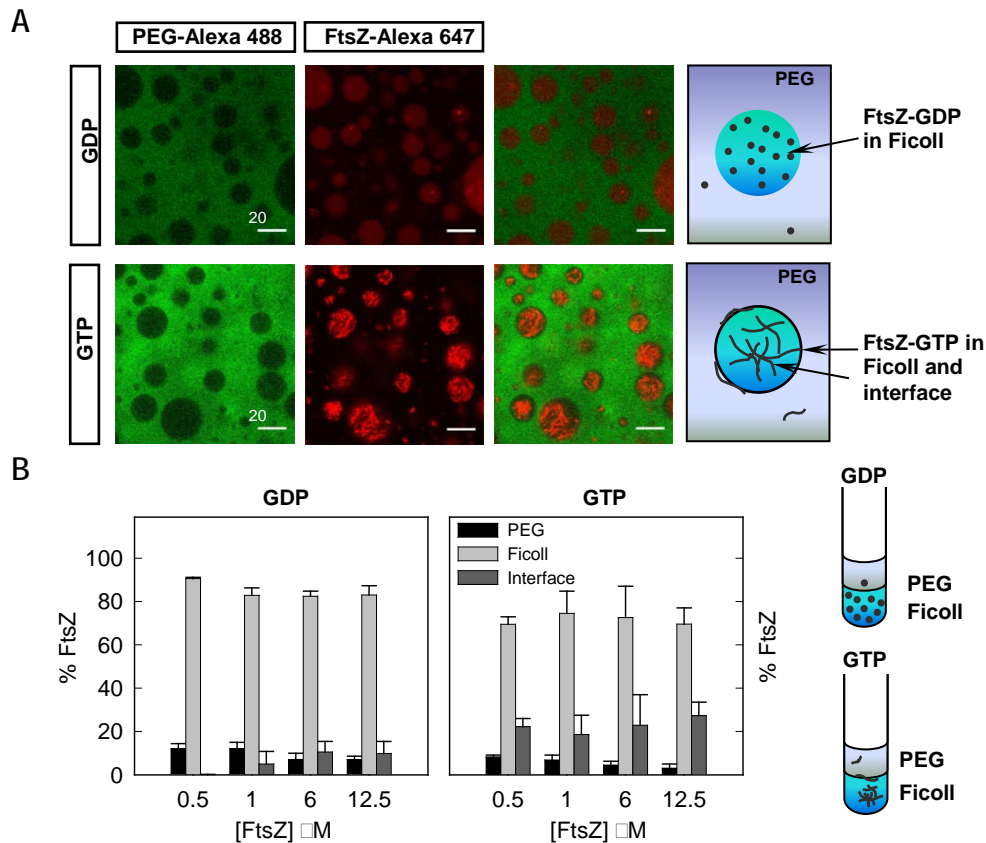 A
PEG-Alexa 488
FtsZ-Alexa 647
GDP
20
PEG
FtsZ-GDP
in Ficoll
GTP
20
PEG
FtsZ-GTP in
Ficoll and
interface
B
GDP
% FtsZ
100
80
60
40
20
0
0.5 1 6 12.5
[FtsZ] □M
GTP
PEG
Ficoll
Interface
0.5 1 6 12.5
[FtsZ] □M
% FtsZ
GDP
PEG
Ficoll
GTP
PEG
Ficoll